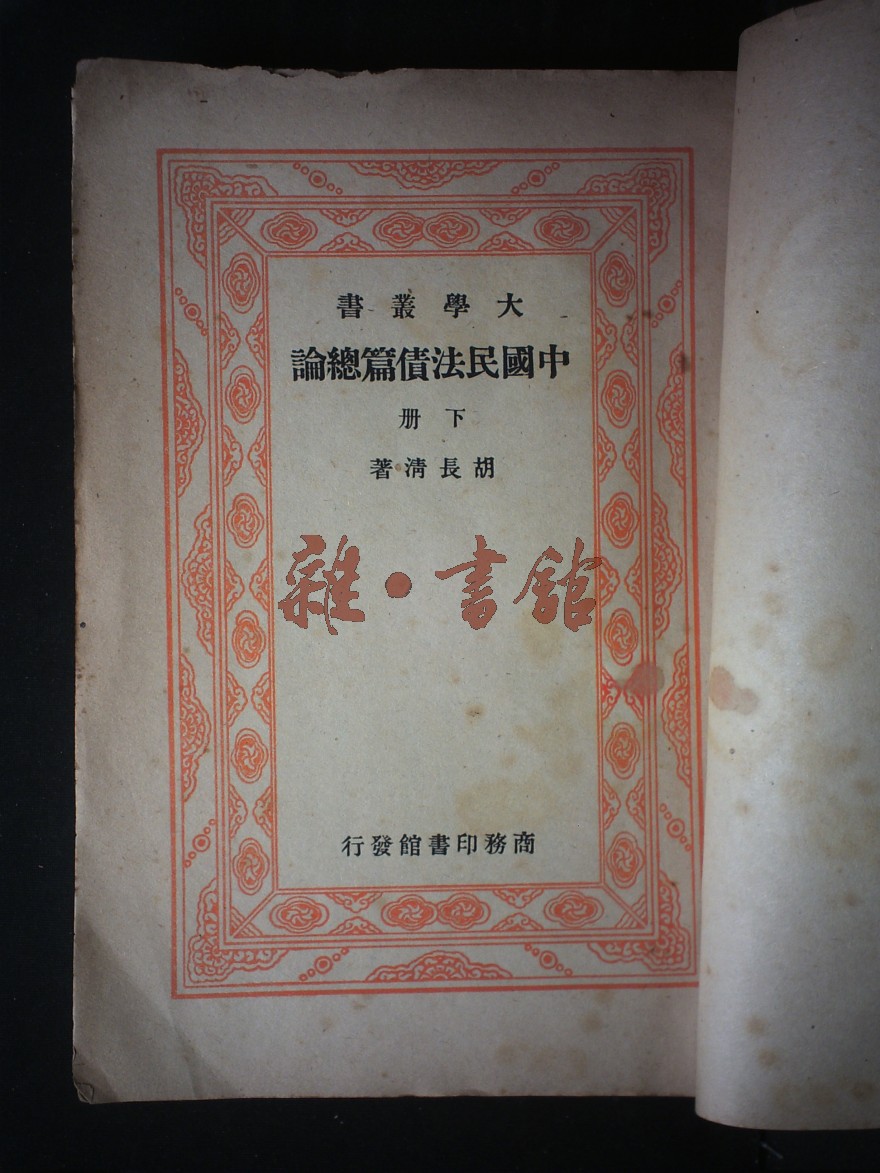 大學叢書
中國民法債篇總論
下册
胡長清著
雜·書館
商務印書館發行